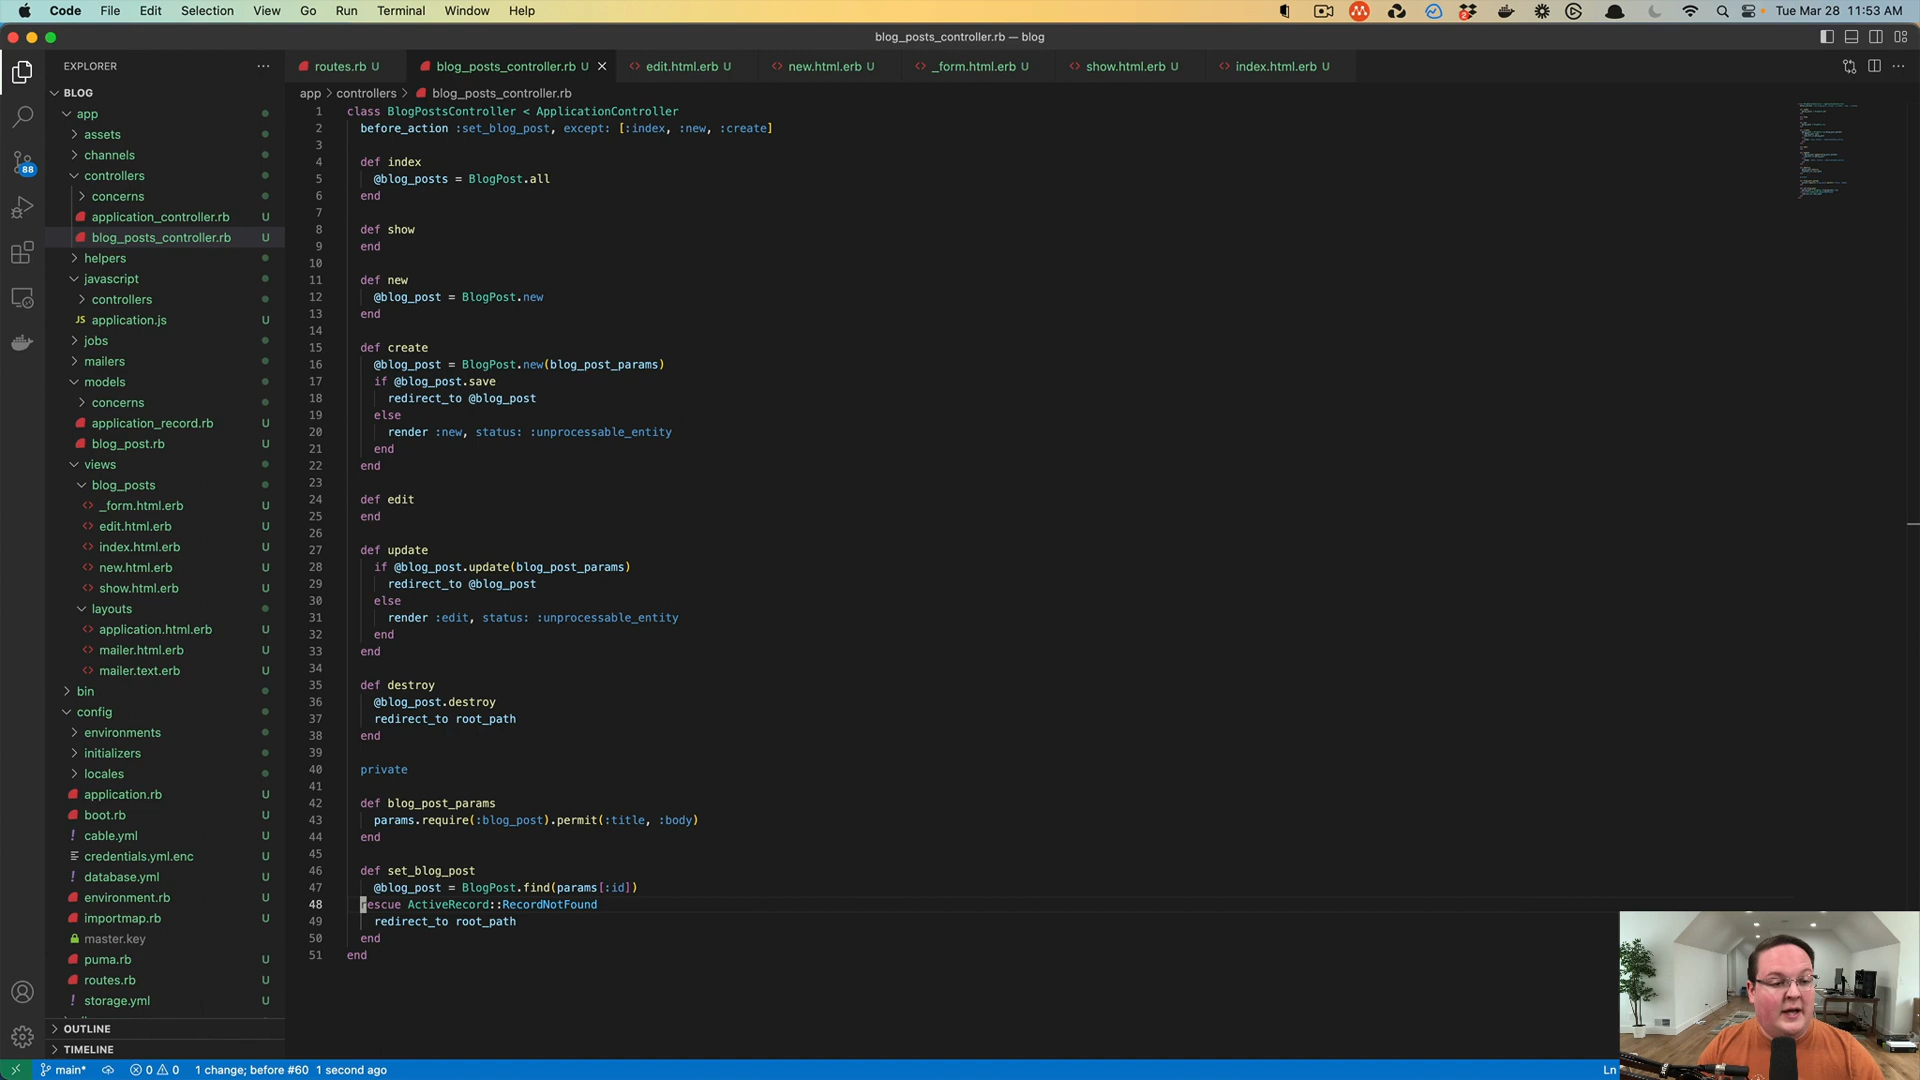 Code File Edit Selection View Go Run Terminal Window Help Tue Mar 28 11:53 AM
blog_posts_controller.rb — blog
EXPLORER
routes.rb U blog_posts_controller.rb U edit.html.erb U new.html.erb U _form.html.erb U show.html.erb U index.html.erb U
app > controllers > blog_posts_controller.rb
BLOG
app
assets
channels
controllers
concerns
application_controller.rb U
blog_posts_controller.rb U
helpers
javascript
controllers
JS application.js U
jobs
mailers
models
concerns
application_record.rb U
blog_post.rb U
views
blog_posts
_form.html.erb U
edit.html.erb U
index.html.erb U
new.html.erb U
show.html.erb U
layouts
application.html.erb U
mailer.html.erb U
mailer.text.erb U
bin
config
environments
initializers
locales
application.rb U
boot.rb U
! cable.yml U
credentials.yml.enc U
! database.yml U
environment.rb U
importmap.rb U
master.key
puma.rb U
routes.rb U
! storage.yml U
OUTLINE
TIMELINE
88
1 class BlogPostsController < ApplicationController
2 before_action :set_blog_post, except: [:index, :new, :create]
3
4 def index
5 @blog_posts = BlogPost.all
6 end
7
8 def show
9 end
10
11 def new
12 @blog_post = BlogPost.new
13 end
14
15 def create
16 @blog_post = BlogPost.new(blog_post_params)
17 if @blog_post.save
18 redirect_to @blog_post
19 else
20 render :new, status: :unprocessable_entity
21 end
22 end
23
24 def edit
25 end
26
27 def update
28 if @blog_post.update(blog_post_params)
29 redirect_to @blog_post
30 else
31 render :edit, status: :unprocessable_entity
32 end
33 end
34
35 def destroy
36 @blog_post.destroy
37 redirect_to root_path
38 end
39
40 private
41
42 def blog_post_params
43 params.require(:blog_post).permit(:title, :body)
44 end
45
46 def set_blog_post
47 @blog_post = BlogPost.find(params[:id])
48 rescue ActiveRecord::RecordNotFound
49 redirect_to root_path
50 end
51 end
main* 0 0 1 change; before #60 1 second ago Ln